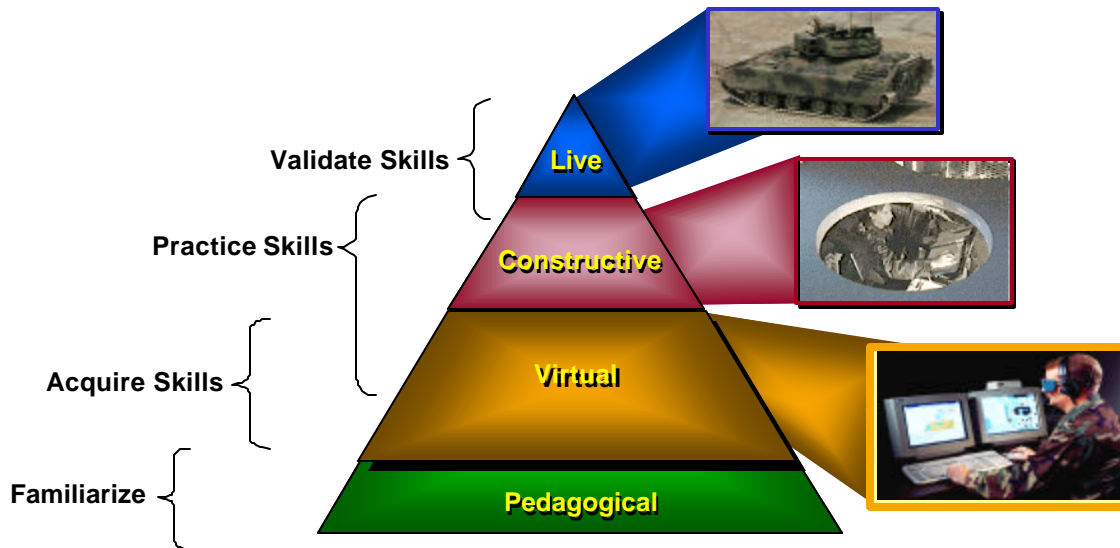 Validate Skills
Live
Practice Skills
Constructive
Acquire Skills
Virtual
Familiarize
Pedagogical